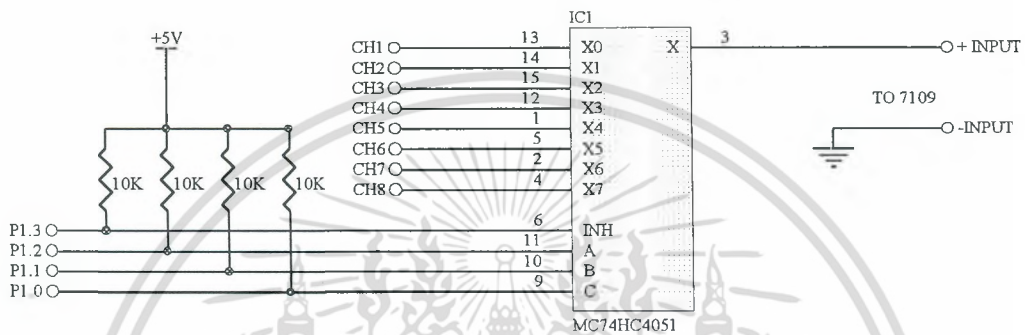 IC1
+5V
CH1 13 X0 X 3 + INPUT
CH2 14 X1
CH3 15 X2
CH4 12 X3 TO 7109
CH5 1 X4
CH6 5 X5 -INPUT
CH7 2 X6
CH8 4 X7
10K 10K 10K 10K
P1.3 6 INH
P1.2 11 A
P1.1 10 B
P1.0 9 C
MC74HC4051